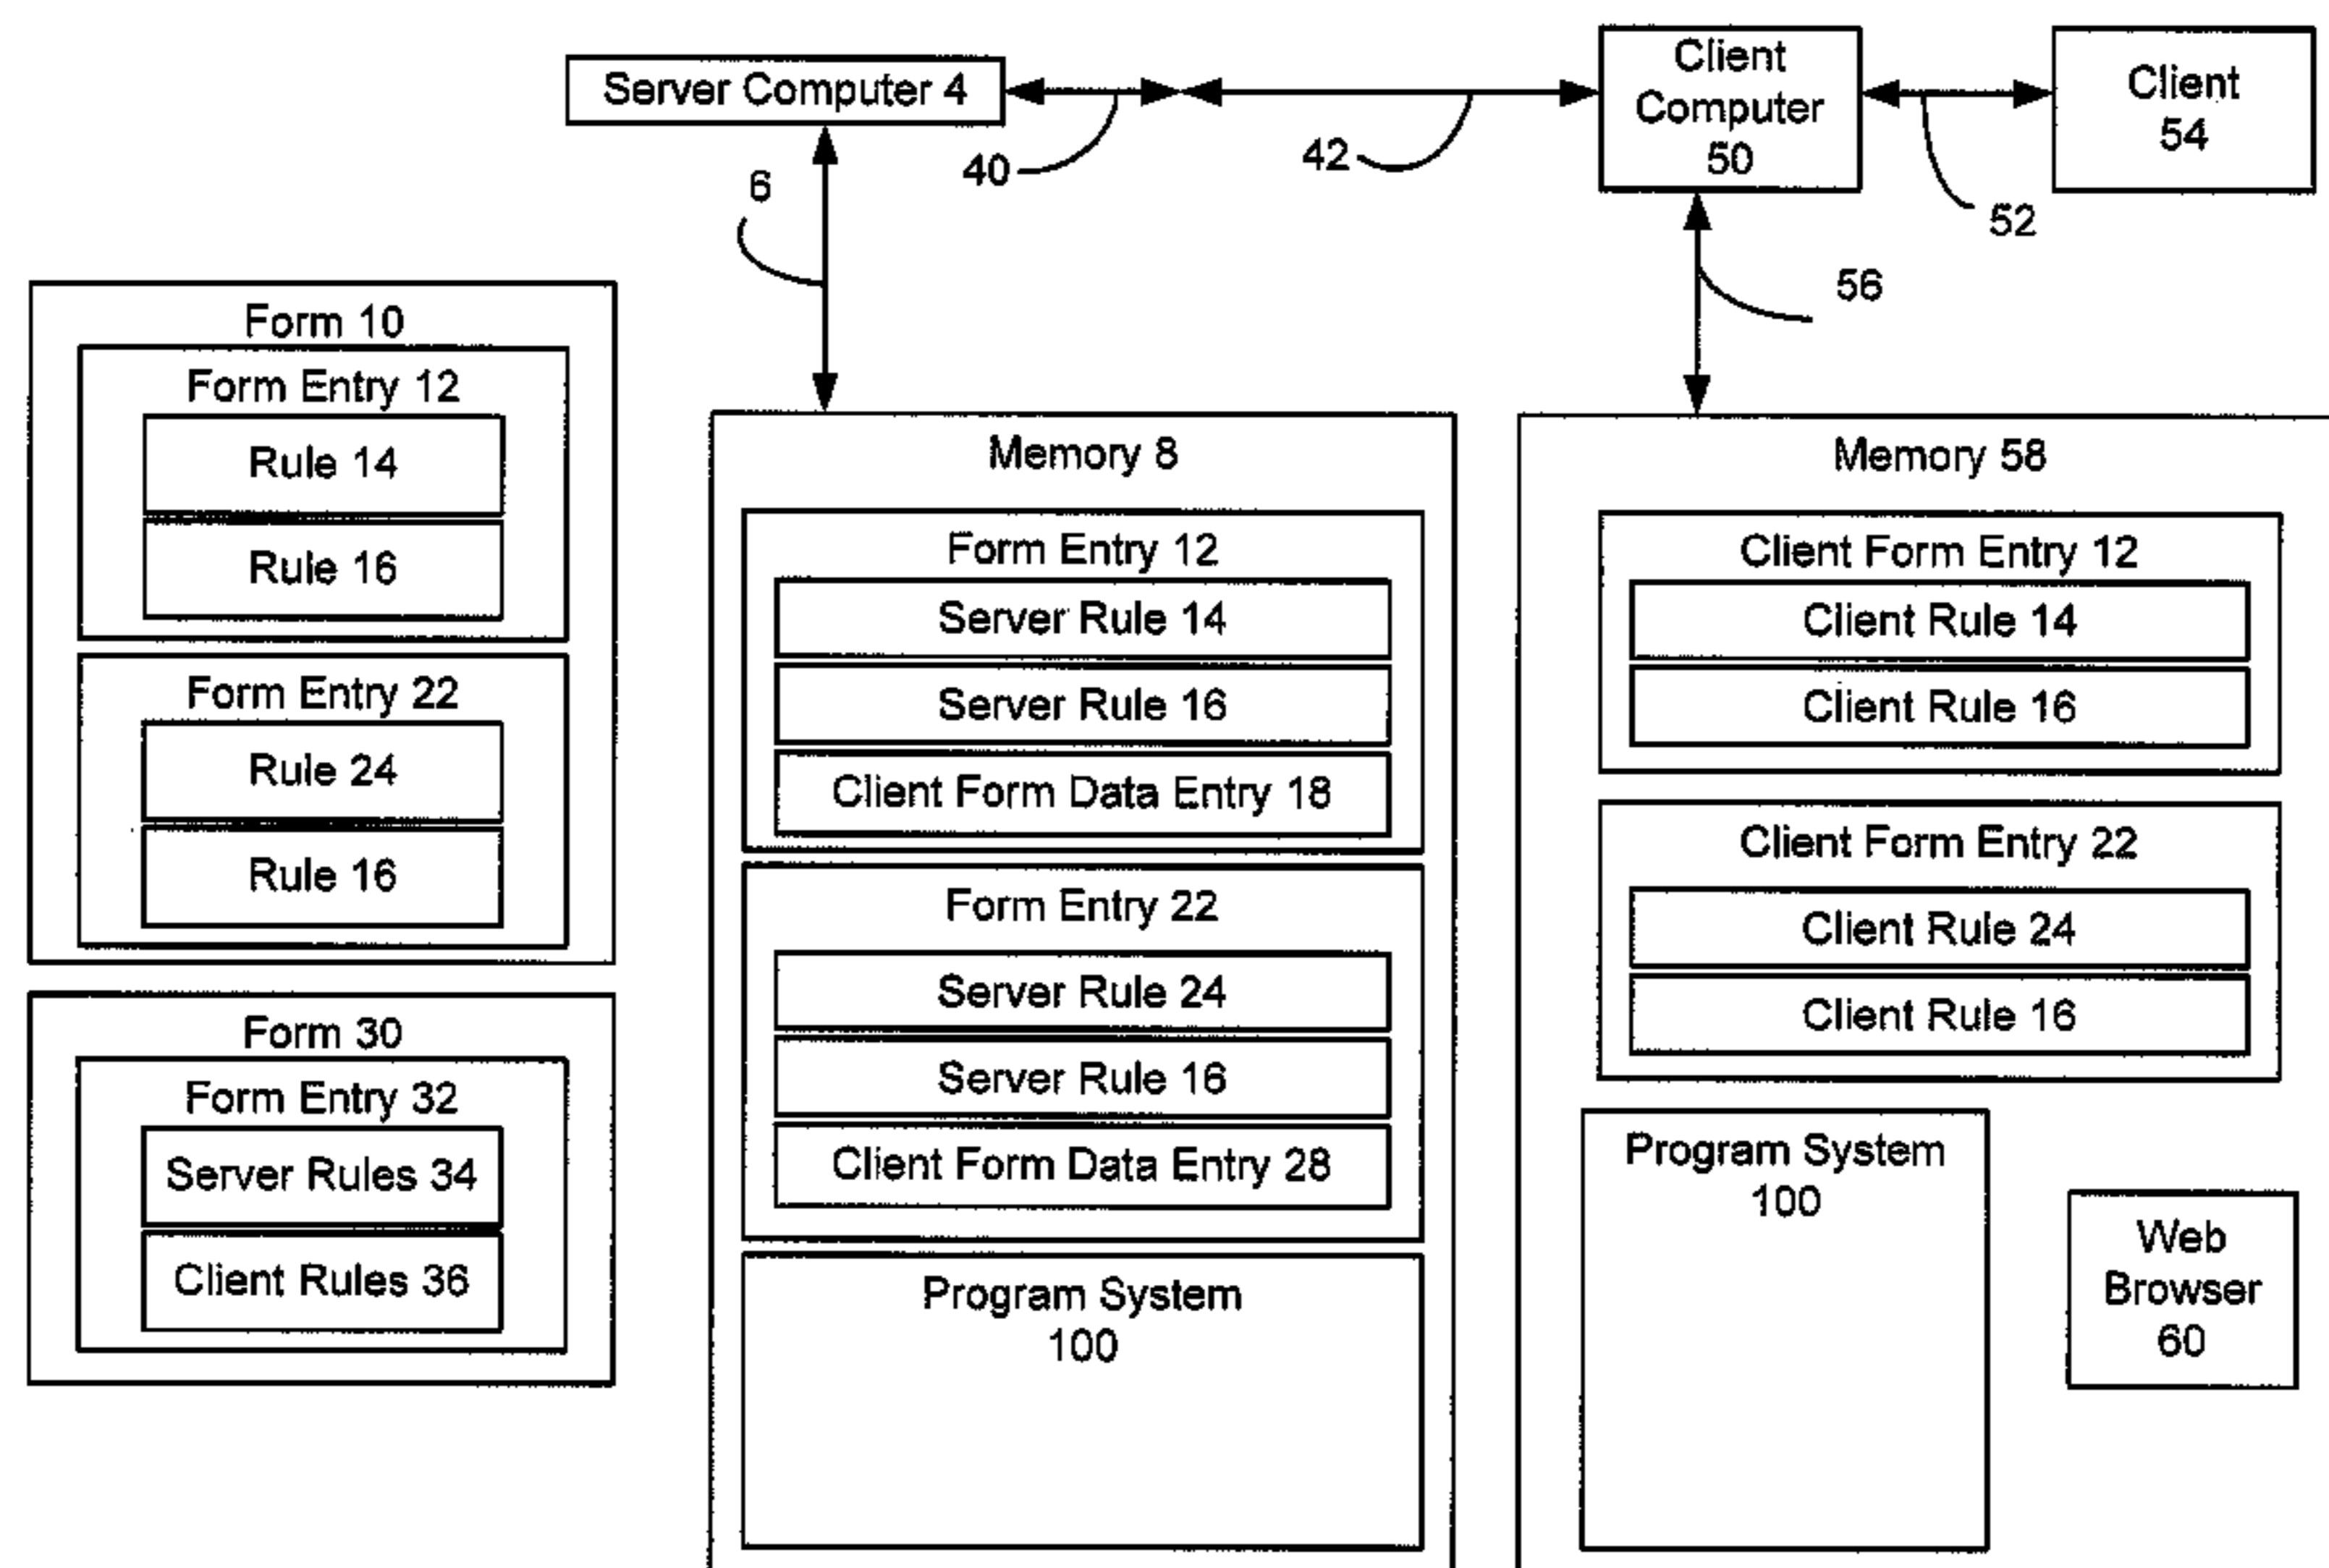 Server Computer 4
Client
Computer
50
Client
54
6
40
42
52
56
Form 10
Form Entry 12
Rule 14
Rule 16
Form Entry 22
Rule 24
Rule 16
Form 30
Form Entry 32
Server Rules 34
Client Rules 36
Memory 8
Form Entry 12
Server Rule 14
Server Rule 16
Client Form Data Entry 18
Form Entry 22
Server Rule 24
Server Rule 16
Client Form Data Entry 28
Program System
100
Memory 58
Client Form Entry 12
Client Rule 14
Client Rule 16
Client Form Entry 22
Client Rule 24
Client Rule 16
Program System
100
Web
Browser
60